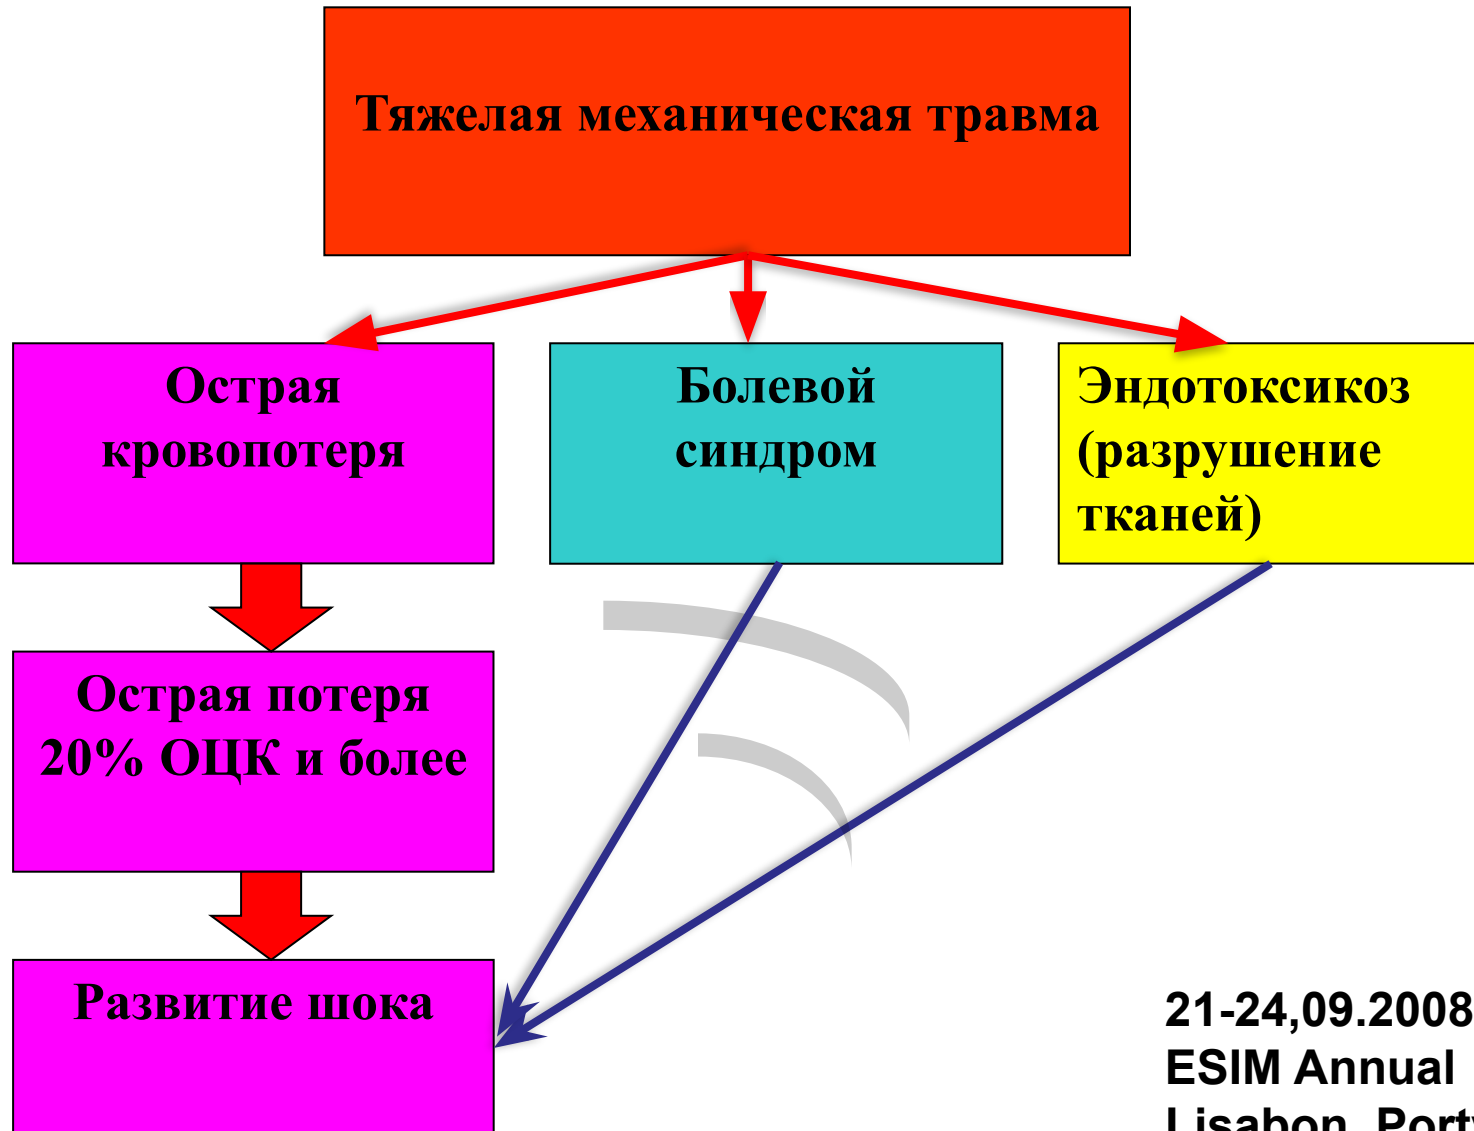 Тяжелая механическая травма
Острая
кровопотеря
Болевой
синдром
Эндотоксикоз
(разрушение
тканей)
Острая потеря
20% ОЦК и более
Развитие шока
21-24,09.2008
ESIM Annual
Lisabon